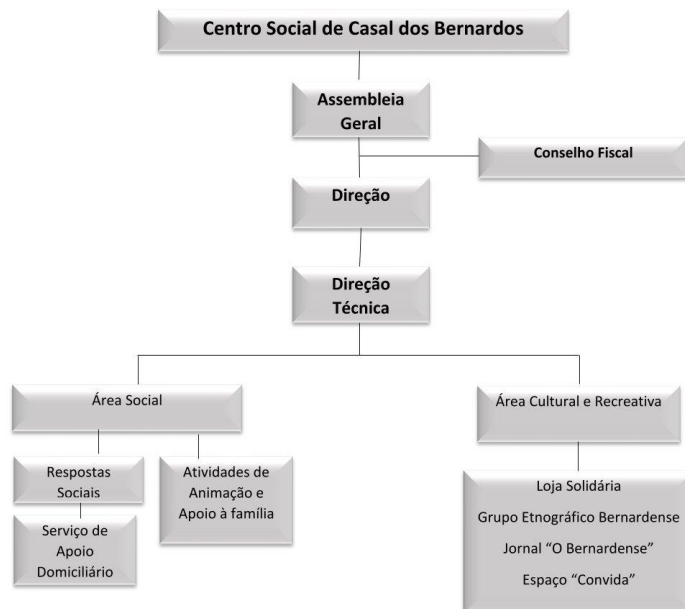 Centro Social de Casal dos Bernardos
Assembleia
Geral
Conselho Fiscal
Direção
Direção
Técnica
Área Social
Área Cultural e Recreativa
Respostas
Sociais
Atividades de
Animação e
Apoio à família
Serviço de
Apoio
Domiciliário
Loja Solidária
Grupo Etnográfico Bernardense
Jornal “O Bernardense”
Espaço “Convida”